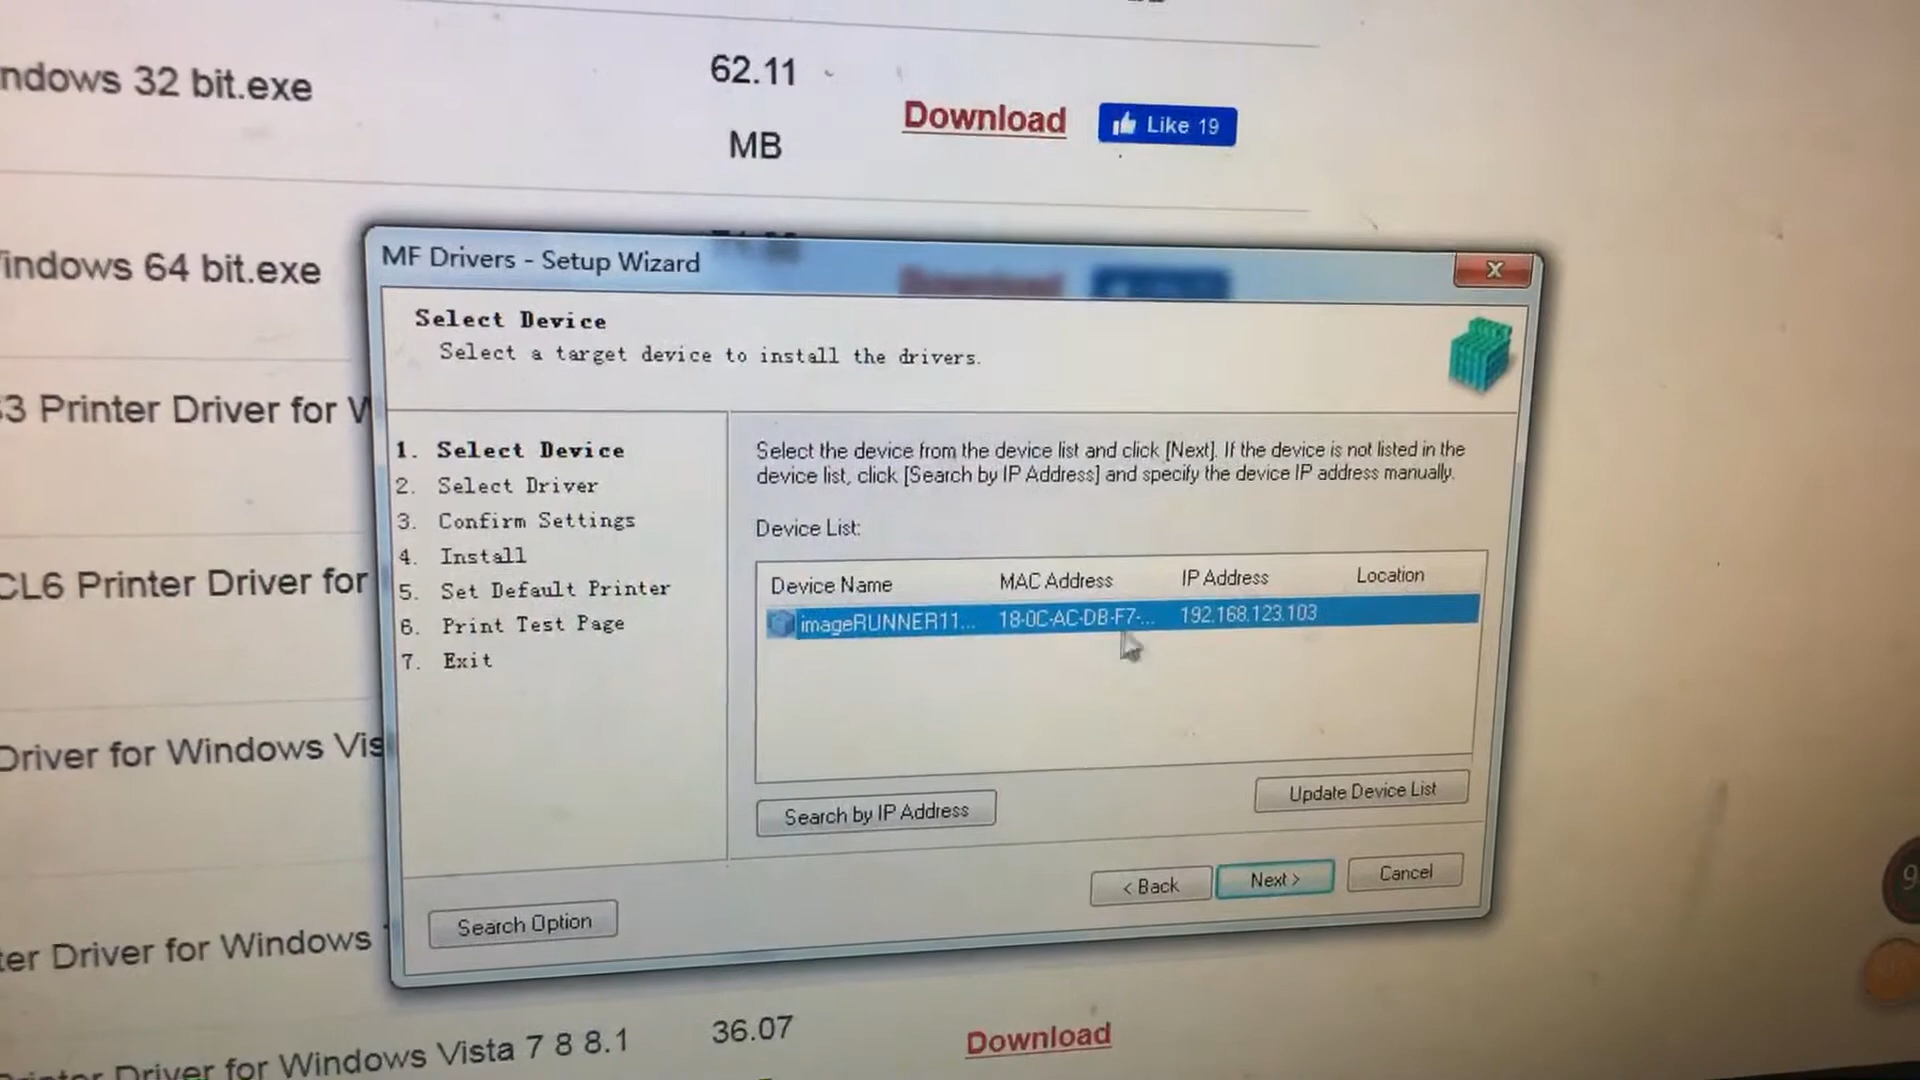 ndows 32 bit.exe
62.11
MB
Download
Like 19
indows 64 bit.exe
MF Drivers - Setup Wizard
Select Device
Select a target device to install the drivers.
3 Printer Driver for W
CL6 Printer Driver for
Driver for Windows Vis
ter Driver for Windows
1. Select Device
2. Select Driver
3. Confirm Settings
4. Install
5. Set Default Printer
6. Print Test Page
7. Exit
Select the device from the device list and click [Next]. If the device is not listed in the
device list, click [Search by IP Address] and specify the device IP address manually.
Device List:
Device Name MAC Address IP Address Location
imageRUNNER11... 18-0C-AC-DB-F7-... 192.168.123.103
Search by IP Address
Update Device List
< Back
Next >
Cancel
Search Option
Printer Driver for Windows Vista 7 8 8.1
36.07
Download
9